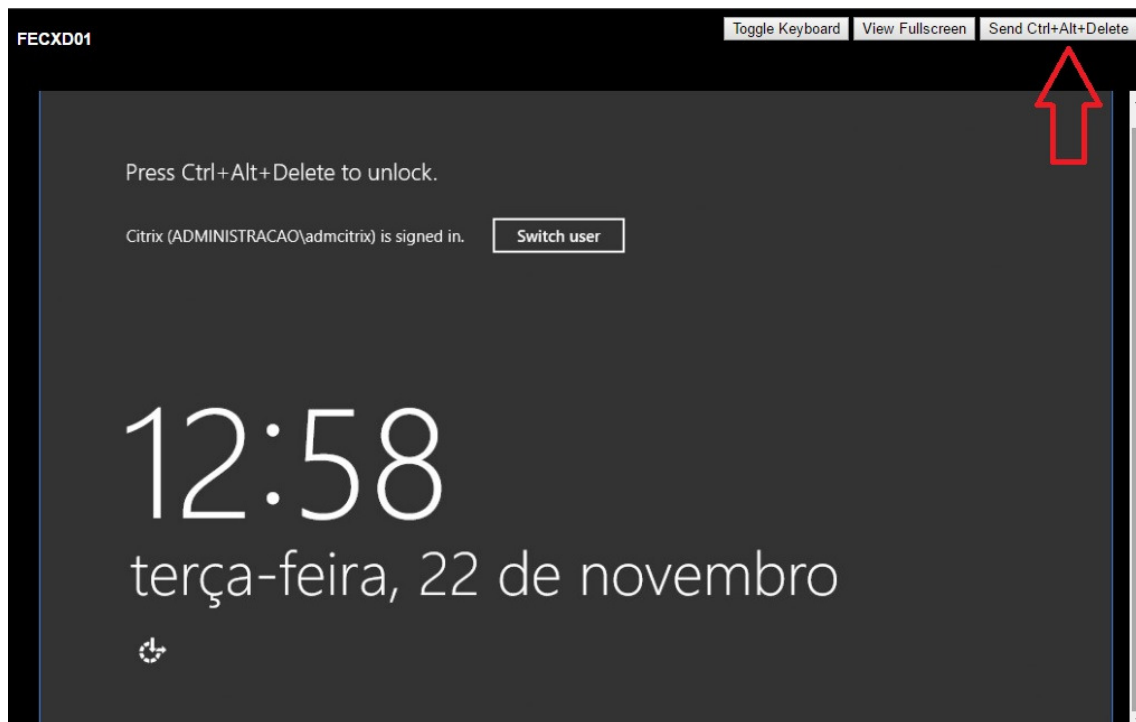 FECXD01
Toggle Keyboard View Fullscreen Send Ctrl+Alt+Delete
Press Ctrl+Alt+Delete to unlock.
Citrix (ADMINISTRACAO\admcitrix) is signed in. Switch user
12:58
terça-feira, 22 de novembro